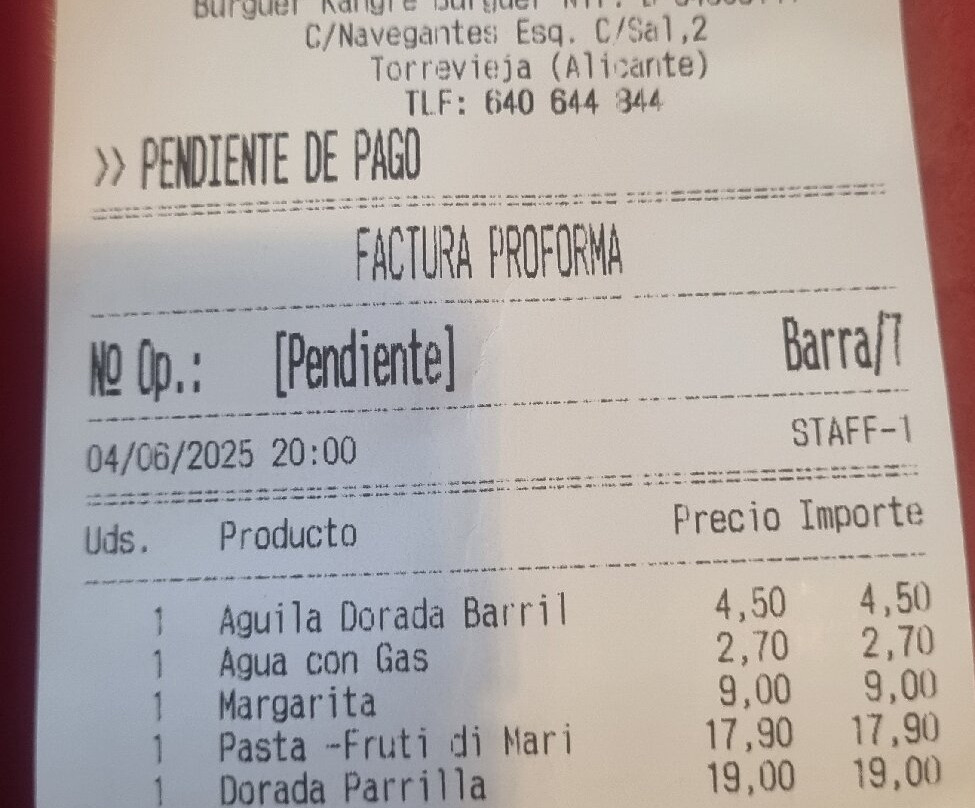 Burguer Kangre Burguer
C/Navegantes Esq. C/Sal,2
Torrevieja (Alicante)
TLF: 640 644 344
>> PENDIENTE DE PAGO
FACTURA PROFORMA
Nº Op.: [Pendiente] Barra/7
04/06/2025 20:00 STAFF-1
Uds. Producto Precio Importe
1 Aguila Dorada Barril 4,50 4,50
1 Agua con Gas 2,70 2,70
1 Margarita 9,00 9,00
1 Pasta -Fruti di Mari 17,90 17,90
1 Dorada Parrilla 19,00 19,00